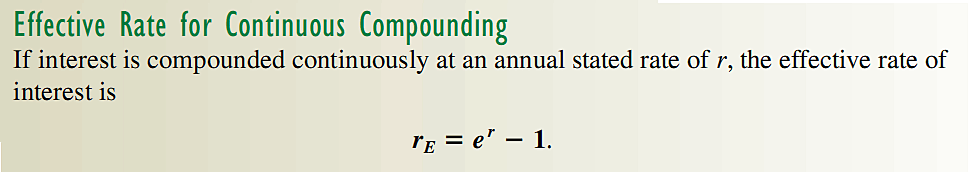 Effective Rate for Continuous Compounding
If interest is compounded continuously at an annual stated rate of r, the effective rate of
interest is
r_E = e^r − 1.